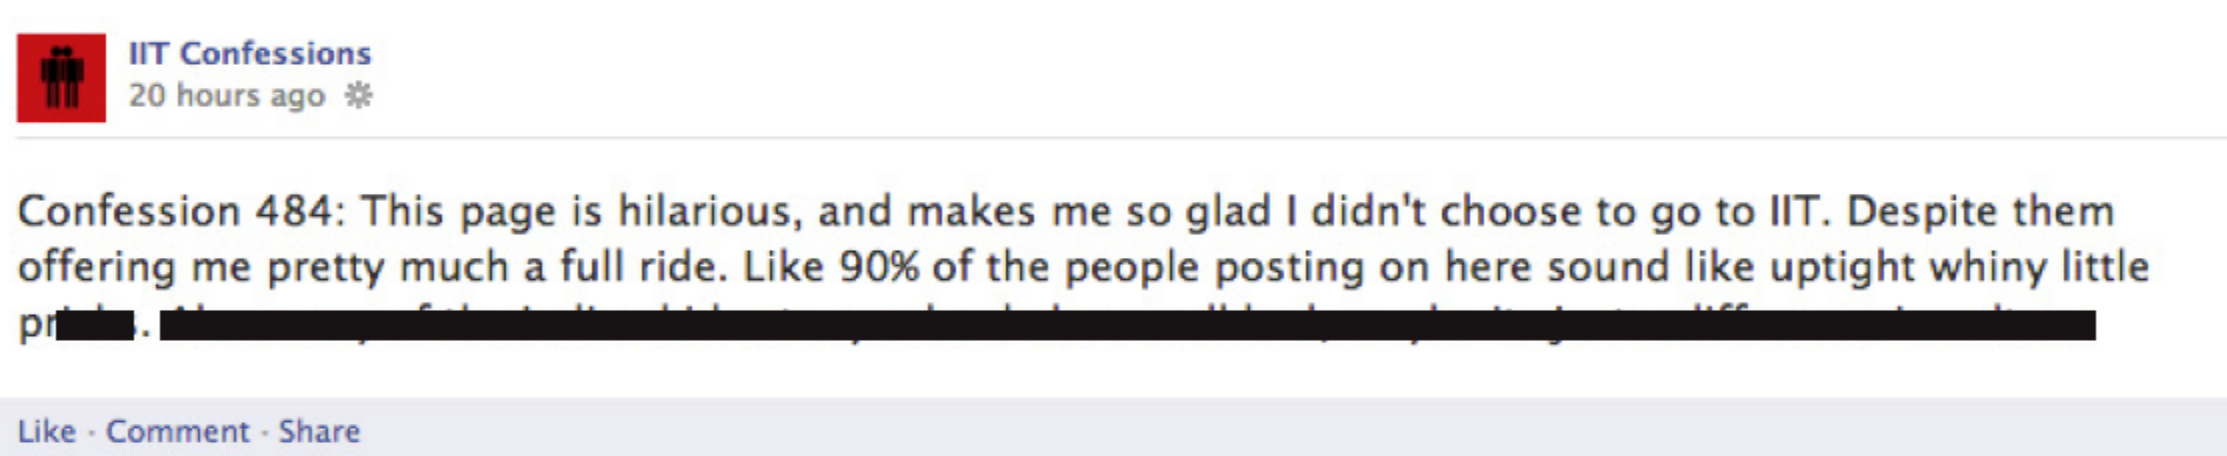 IIT Confessions
20 hours ago
Confession 484: This page is hilarious, and makes me so glad I didn't choose to go to IIT. Despite them
offering me pretty much a full ride. Like 90% of the people posting on here sound like uptight whiny little
Like · Comment · Share